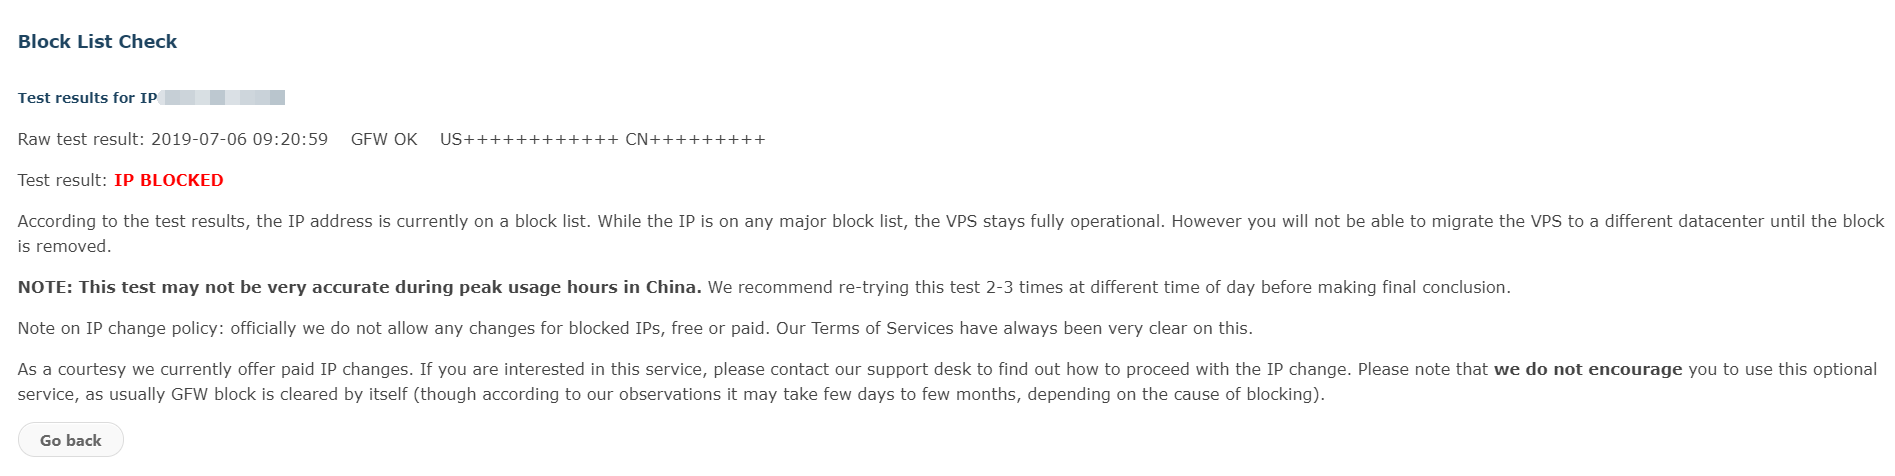 Block List Check
Test results for IP
Raw test result: 2019-07-06 09:20:59 GFW OK US++++++++++++ CN+++++++++
Test result: IP BLOCKED
According to the test results, the IP address is currently on a block list. While the IP is on any major block list, the VPS stays fully operational. However you will not be able to migrate the VPS to a different datacenter until the block
is removed.
NOTE: This test may not be very accurate during peak usage hours in China. We recommend re-trying this test 2-3 times at different time of day before making final conclusion.
Note on IP change policy: officially we do not allow any changes for blocked IPs, free or paid. Our Terms of Services have always been very clear on this.
As a courtesy we currently offer paid IP changes. If you are interested in this service, please contact our support desk to find out how to proceed with the IP change. Please note that we do not encourage you to use this optional
service, as usually GFW block is cleared by itself (though according to our observations it may take few days to few months, depending on the cause of blocking).
Go back